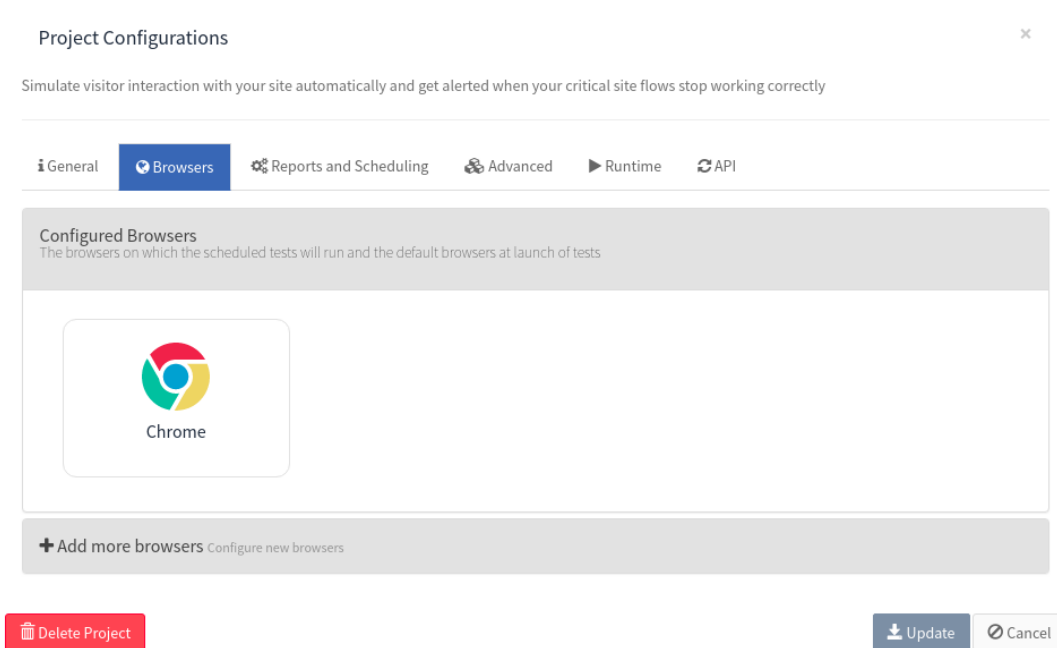 Project Configurations
×
Simulate visitor interaction with your site automatically and get alerted when your critical site flows stop working correctly
General Browsers Reports and Scheduling Advanced Runtime API
Configured Browsers
The browsers on which the scheduled tests will run and the default browsers at launch of tests
Chrome
Add more browsers Configure new browsers
Delete Project Update Cancel